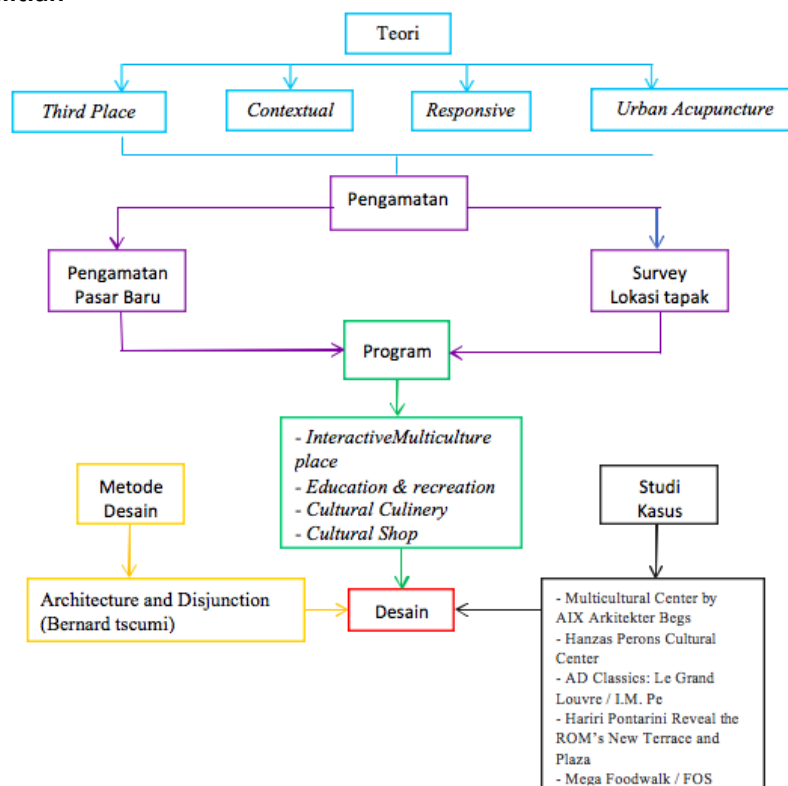 Teori
Third Place
Contextual
Responsive
Urban Acupuncture
Pengamatan
Pengamatan
Pasar Baru
Survey
Lokasi tapak
Program
- InteractiveMulticulture
place
- Education & recreation
- Cultural Culinery
- Cultural Shop
Metode
Desain
Studi
Kasus
Architecture and Disjunction
(Bernard tscumi)
Desain
- Multicultural Center by
AIX Arkitekter Begs
- Hanzas Perons Cultural
Center
- AD Classics: Le Grand
Louvre / I.M. Pe
- Hariri Pontarini Reveal the
ROM's New Terrace and
Plaza
- Mega Foodwalk / FOS